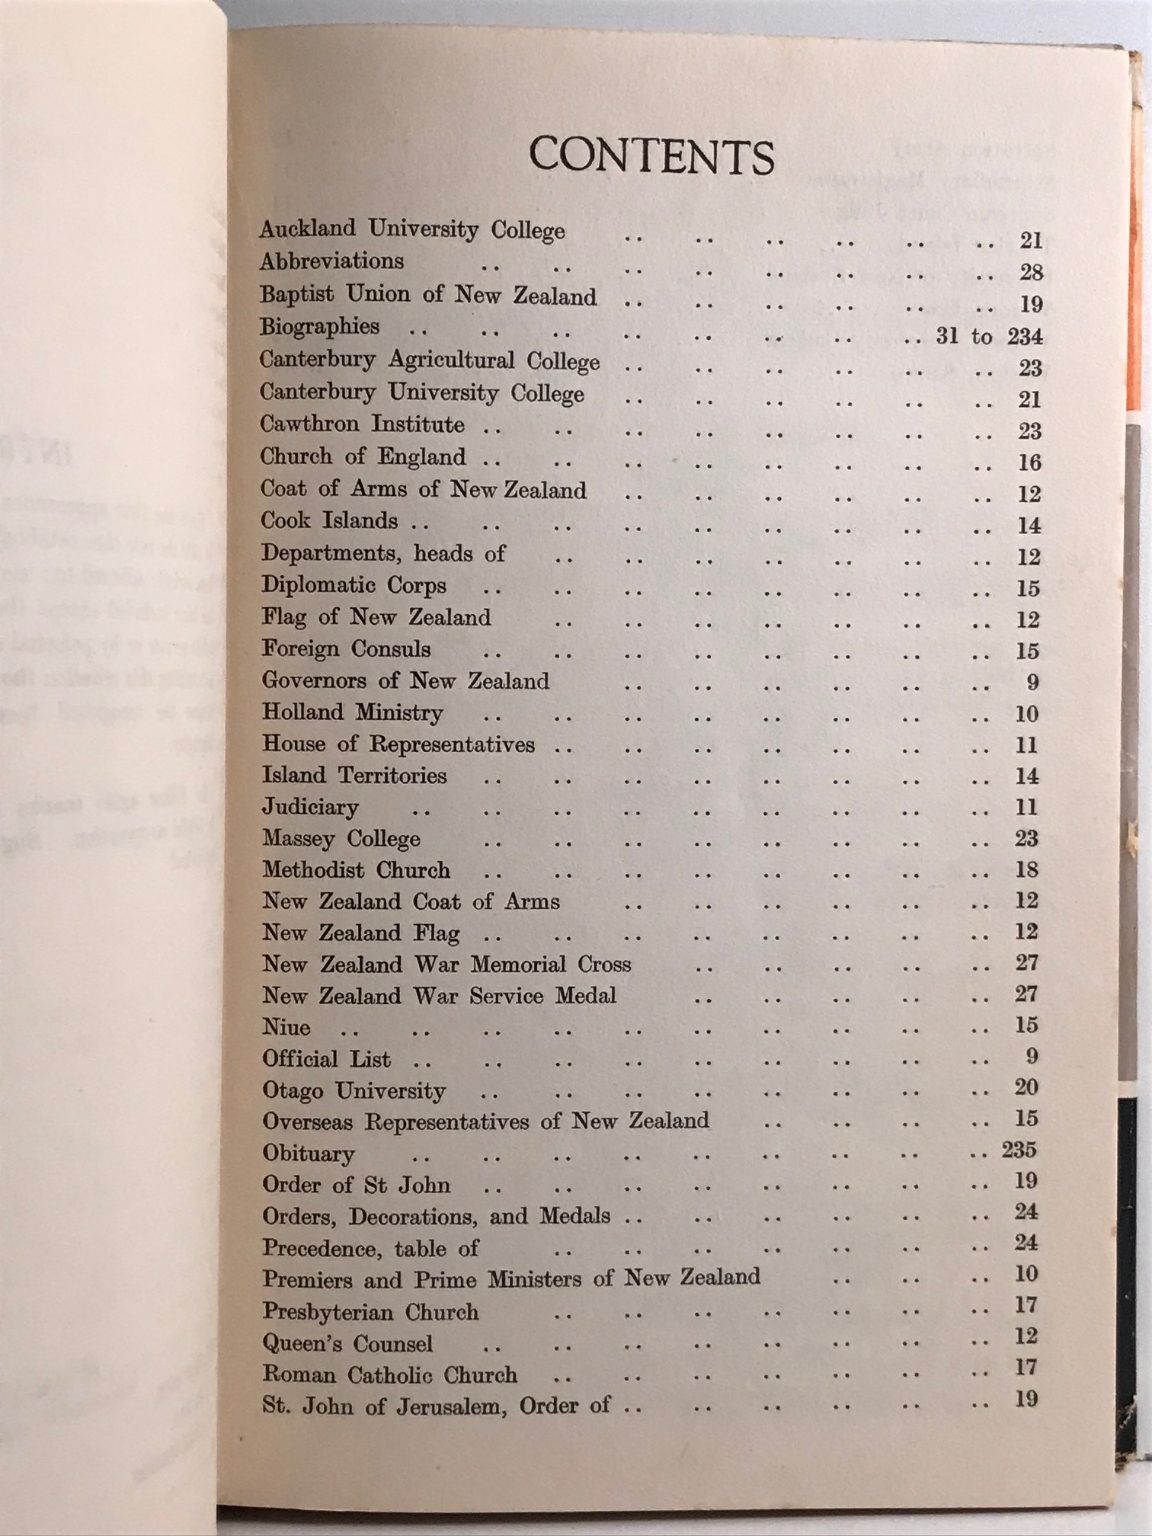 CONTENTS
Auckland University College .. .. .. .. .. .. 21
Abbreviations .. .. .. .. .. .. .. .. 28
Baptist Union of New Zealand .. .. .. .. .. .. 19
Biographies .. .. .. .. .. .. .. .. 31 to 234
Canterbury Agricultural College .. .. .. .. .. .. 23
Canterbury University College .. .. .. .. .. .. 21
Cawthron Institute .. .. .. .. .. .. .. .. 23
Church of England .. .. .. .. .. .. .. .. 16
Coat of Arms of New Zealand .. .. .. .. .. .. 12
Cook Islands .. .. .. .. .. .. .. .. .. 14
Departments, heads of .. .. .. .. .. .. .. 12
Diplomatic Corps .. .. .. .. .. .. .. .. 15
Flag of New Zealand .. .. .. .. .. .. .. 12
Foreign Consuls .. .. .. .. .. .. .. .. 15
Governors of New Zealand .. .. .. .. .. .. 9
Holland Ministry .. .. .. .. .. .. .. .. 10
House of Representatives .. .. .. .. .. .. .. 11
Island Territories .. .. .. .. .. .. .. .. 14
Judiciary .. .. .. .. .. .. .. .. .. 11
Massey College .. .. .. .. .. .. .. .. 23
Methodist Church .. .. .. .. .. .. .. .. 18
New Zealand Coat of Arms .. .. .. .. .. .. 12
New Zealand Flag .. .. .. .. .. .. .. .. 12
New Zealand War Memorial Cross .. .. .. .. .. 27
New Zealand War Service Medal .. .. .. .. .. 27
Niue .. .. .. .. .. .. .. .. .. .. 15
Official List .. .. .. .. .. .. .. .. .. 9
Otago University .. .. .. .. .. .. .. .. 20
Overseas Representatives of New Zealand .. .. .. .. 15
Obituary .. .. .. .. .. .. .. .. .. 235
Order of St John .. .. .. .. .. .. .. .. 19
Orders, Decorations, and Medals .. .. .. .. .. .. 24
Precedence, table of .. .. .. .. .. .. .. 24
Premiers and Prime Ministers of New Zealand .. .. .. 10
Presbyterian Church .. .. .. .. .. .. .. 17
Queen's Counsel .. .. .. .. .. .. .. .. 12
Roman Catholic Church .. .. .. .. .. .. .. 17
St. John of Jerusalem, Order of .. .. .. .. .. .. 19